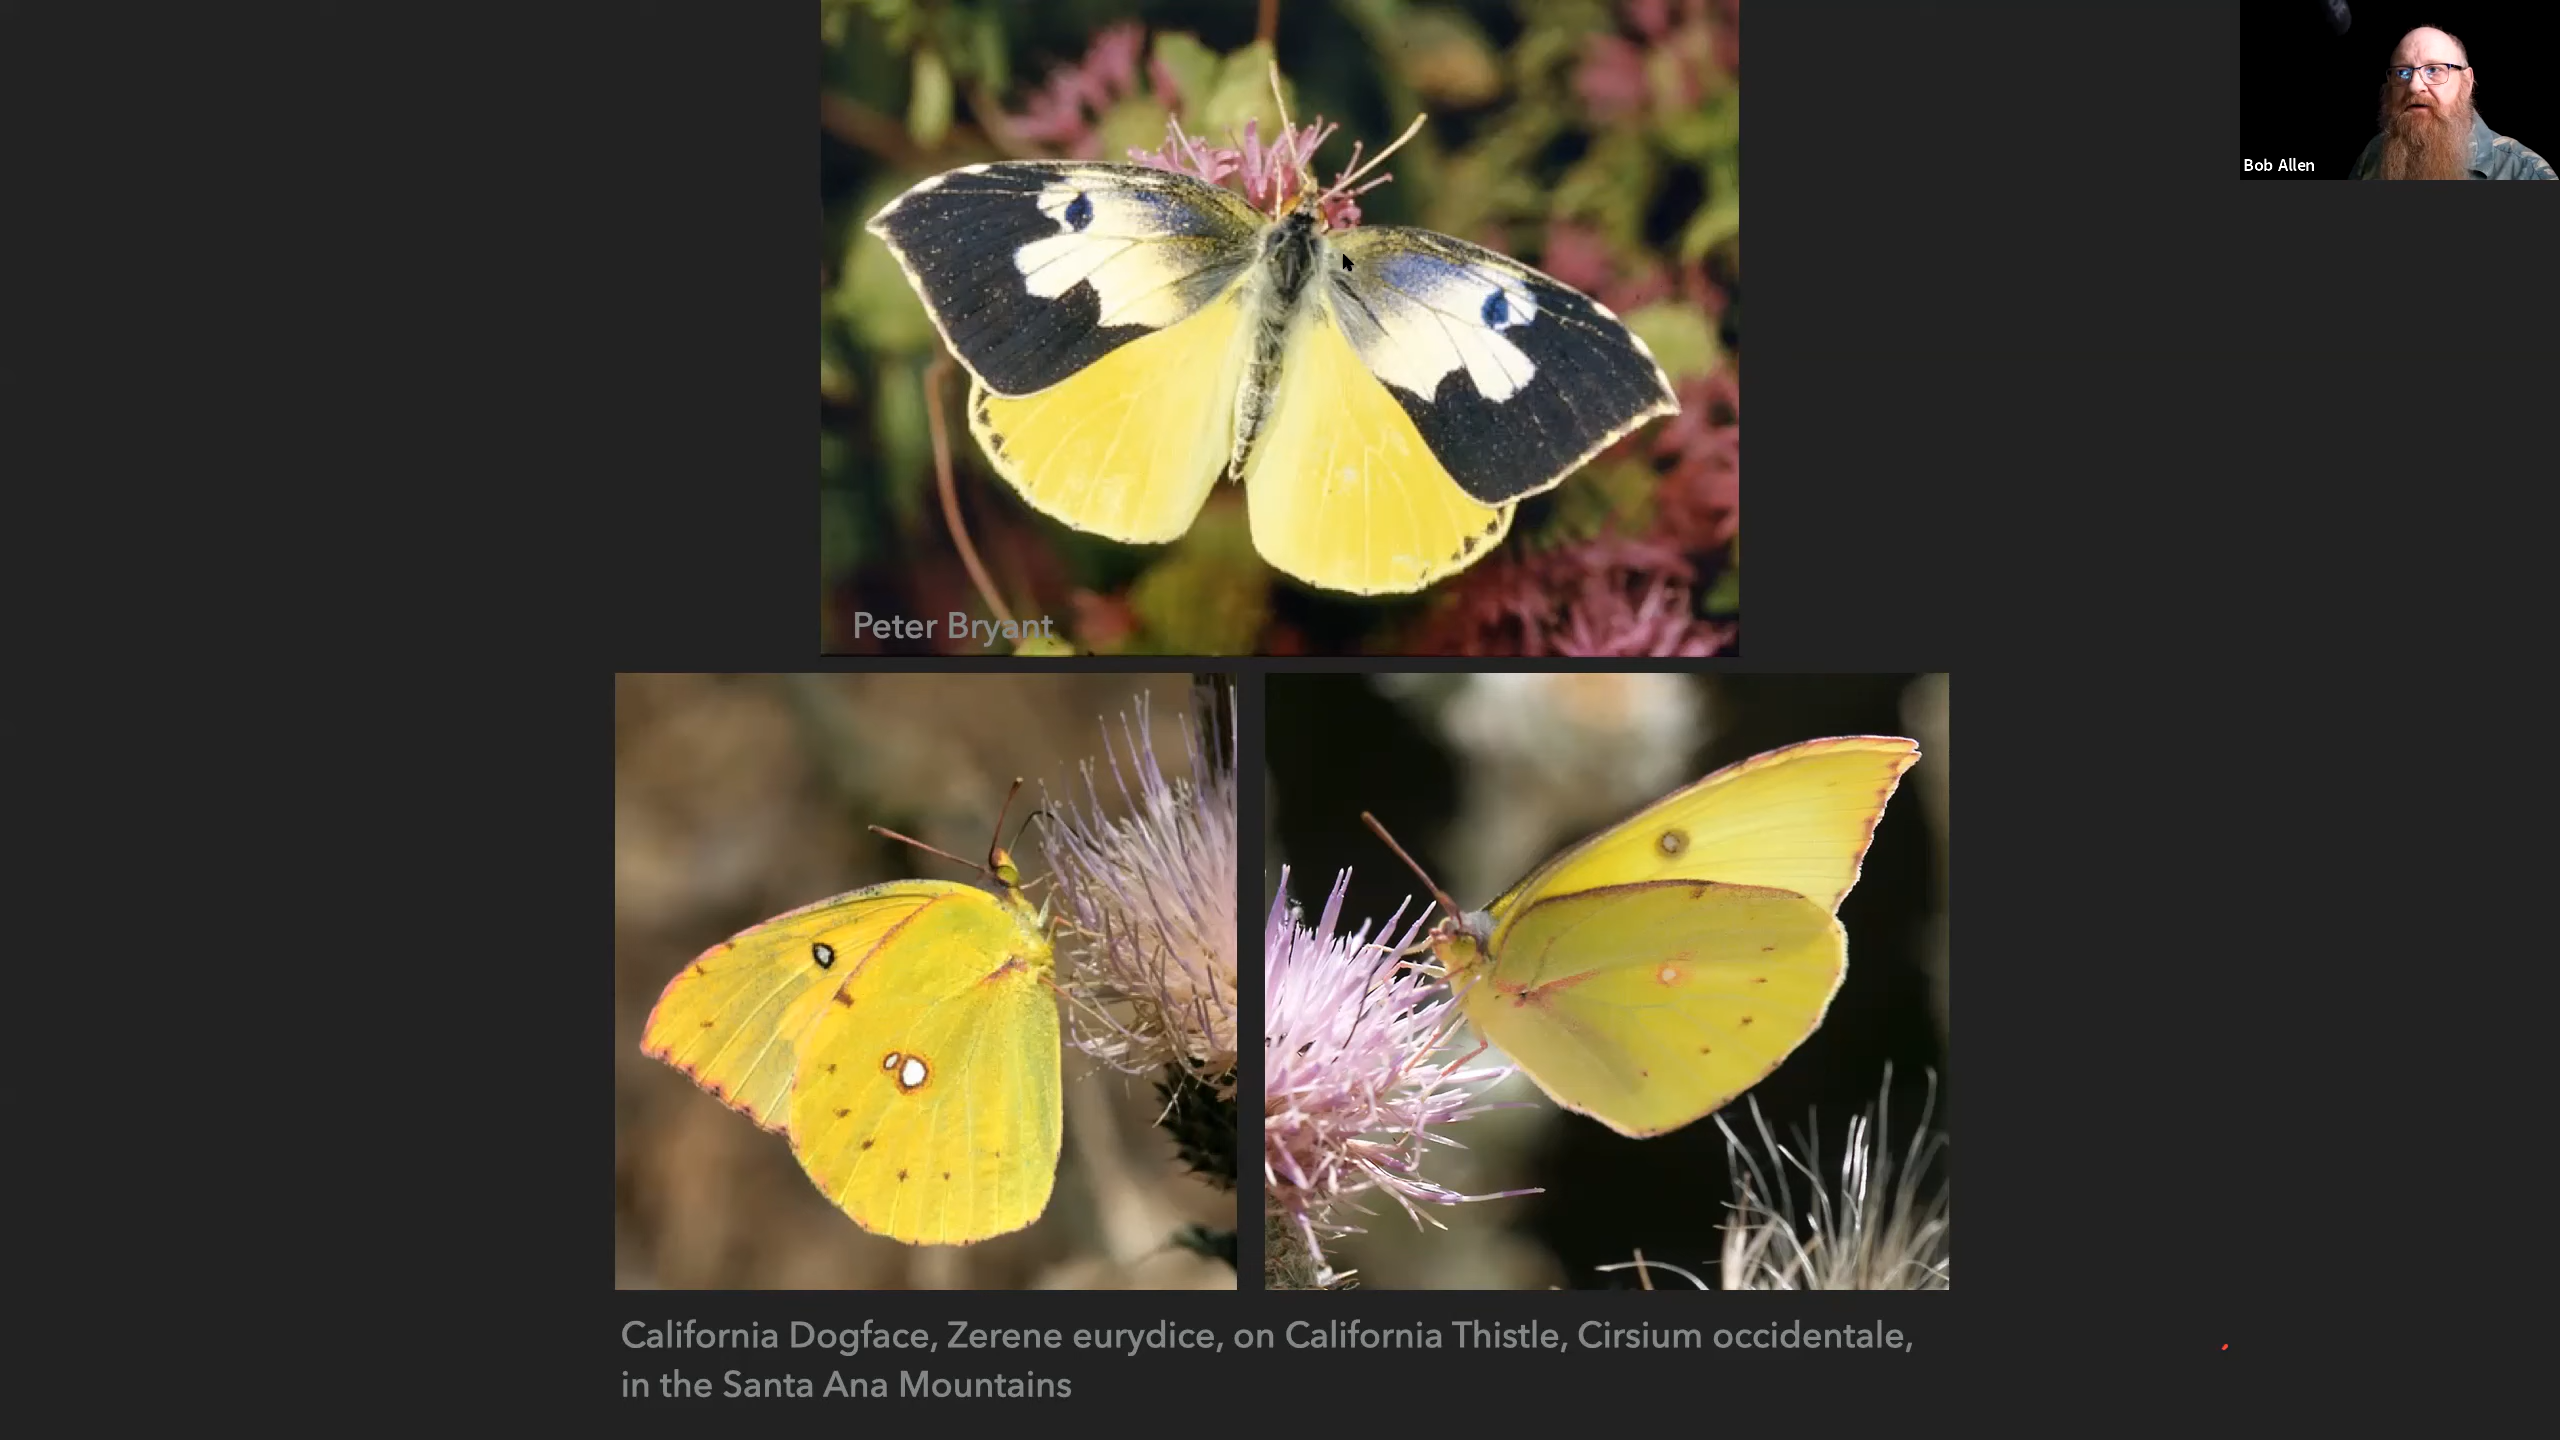 Bob Allen
Peter Bryant
California Dogface, Zerene eurydice, on California Thistle, Cirsium occidentale,
in the Santa Ana Mountains